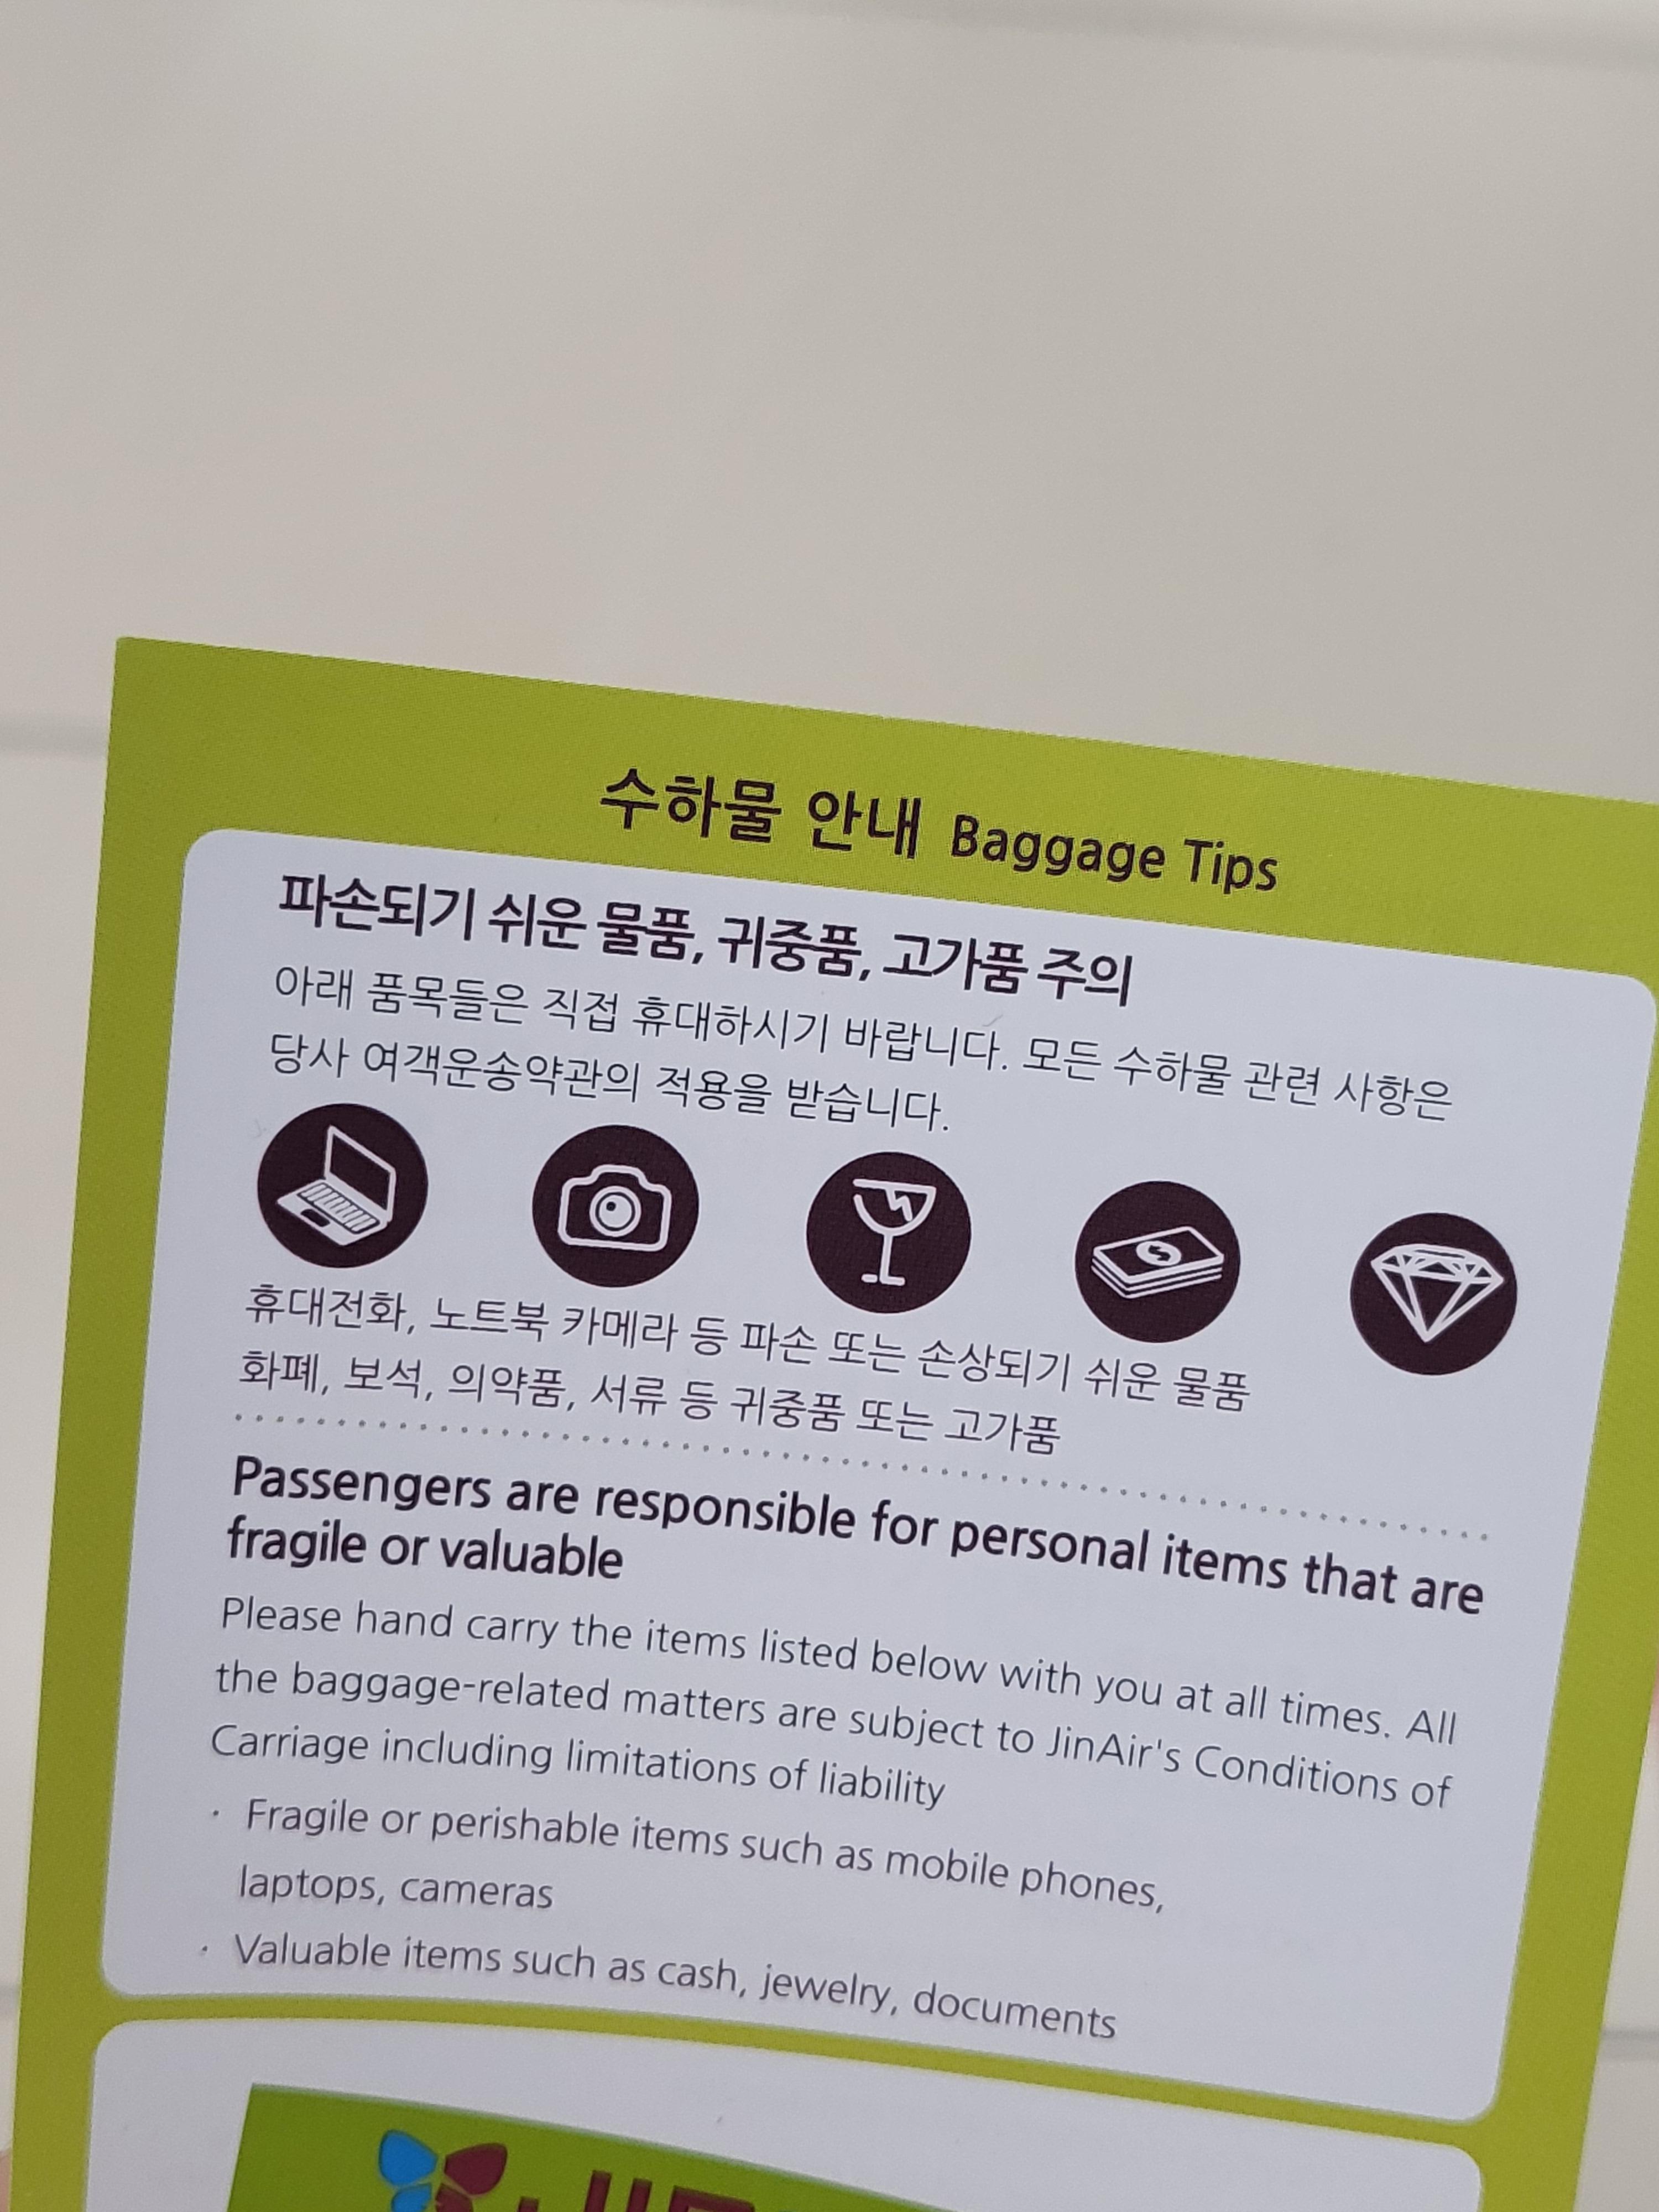 수하물 안내 Baggage Tips
파손되기 쉬운 물품, 귀중품, 고가품 주의
아래 품목들은 직접 휴대하시기 바랍니다. 모든 수하물 관련 사항은
당사 여객운송약관의 적용을 받습니다.
휴대전화, 노트북 카메라 등 파손 또는 손상되기 쉬운 물품
화폐, 보석, 의약품, 서류 등 귀중품 또는 고가품
Passengers are responsible for personal items that are
fragile or valuable
Please hand carry the items listed below with you at all times. All
the baggage-related matters are subject to JinAir's Conditions of
Carriage including limitations of liability
· Fragile or perishable items such as mobile phones,
laptops, cameras
· Valuable items such as cash, jewelry, documents